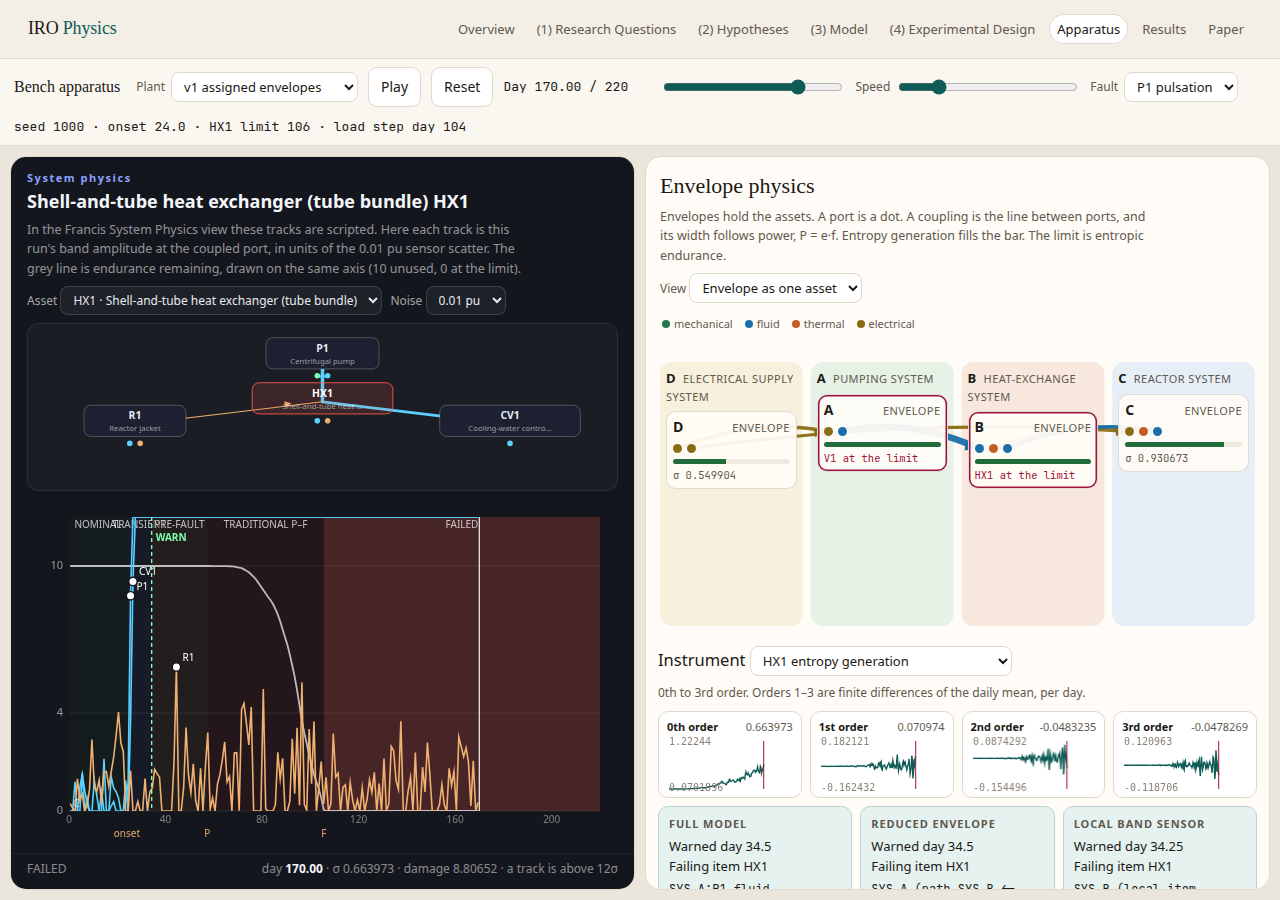 IRO Physics
Overview (1) Research Questions (2) Hypotheses (3) Model (4) Experimental Design Apparatus Results Paper
Bench apparatus Plant v1 assigned envelopes Play Reset Day 170.00 / 220 Speed Fault P1 pulsation
seed 1000 · onset 24.0 · HX1 limit 106 · load step day 104
System physics
Shell-and-tube heat exchanger (tube bundle) HX1
In the Francis System Physics view these tracks are scripted. Here each track is this
run's band amplitude at the coupled port, in units of the 0.01 pu sensor scatter. The
grey line is endurance remaining, drawn on the same axis (10 unused, 0 at the limit).
Asset HX1 · Shell-and-tube heat exchanger (tube bundle) Noise 0.01 pu
P1
Centrifugal pump
HX1
Shell-and-tube heat ...
R1
Reactor jacket
CV1
Cooling-water contro...
NOMINAL TRANSIENT PRE-FAULT TRADITIONAL P–F FAILED
WARN
10
CV1
P1
R1
4
0
0 40 80 120 160 200
onset P F
FAILED day 170.00 · σ 0.663973 · damage 8.80652 · a track is above 12σ
Envelope physics
Envelopes hold the assets. A port is a dot. A coupling is the line between ports, and
its width follows power, P = e·f. Entropy generation fills the bar. The limit is entropic
endurance.
View Envelope as one asset
mechanical fluid thermal electrical
D ELECTRICAL SUPPLY SYSTEM
D ENVELOPE
σ 0.549904
A PUMPING SYSTEM
A ENVELOPE
V1 at the limit
B HEAT-EXCHANGE SYSTEM
B ENVELOPE
HX1 at the limit
C REACTOR SYSTEM
C ENVELOPE
σ 0.930673
Instrument HX1 entropy generation
0th to 3rd order. Orders 1–3 are finite differences of the daily mean, per day.
0th order 0.663973
1.22244
0.0701896
1st order 0.070974
0.182121
-0.162432
2nd order -0.0483235
0.0874292
-0.154496
3rd order -0.0478269
0.120963
-0.118706
FULL MODEL
Warned day 34.5
Failing item HX1
SYS A:P1 fluid
REDUCED ENVELOPE
Warned day 34.5
Failing item HX1
SYS A (path SYS B ←
LOCAL BAND SENSOR
Warned day 34.25
Failing item HX1
SYS B (local item